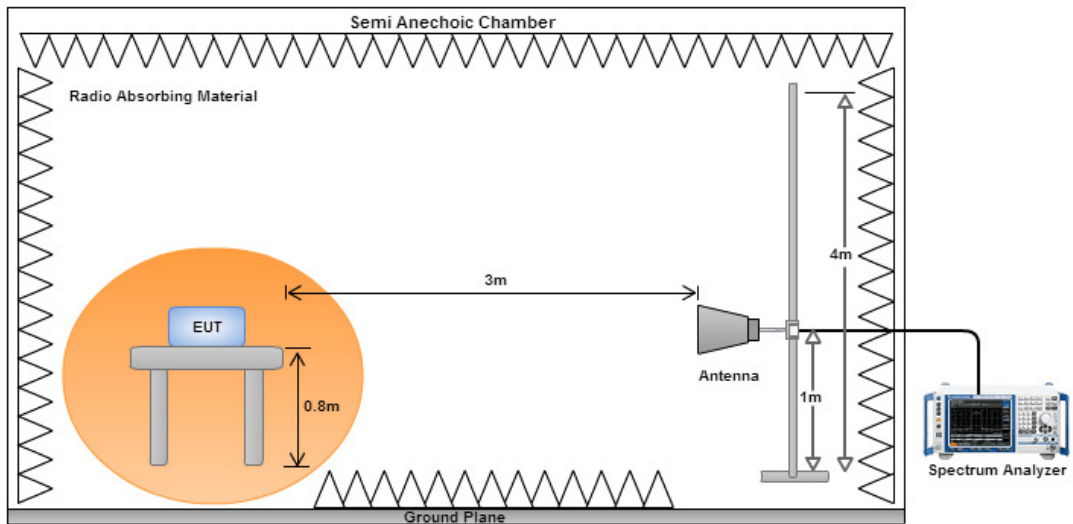 Semi Anechoic Chamber
Radio Absorbing Material
4m
3m
EUT
Antenna
0.8m
1m
Spectrum Analyzer
Ground Plane